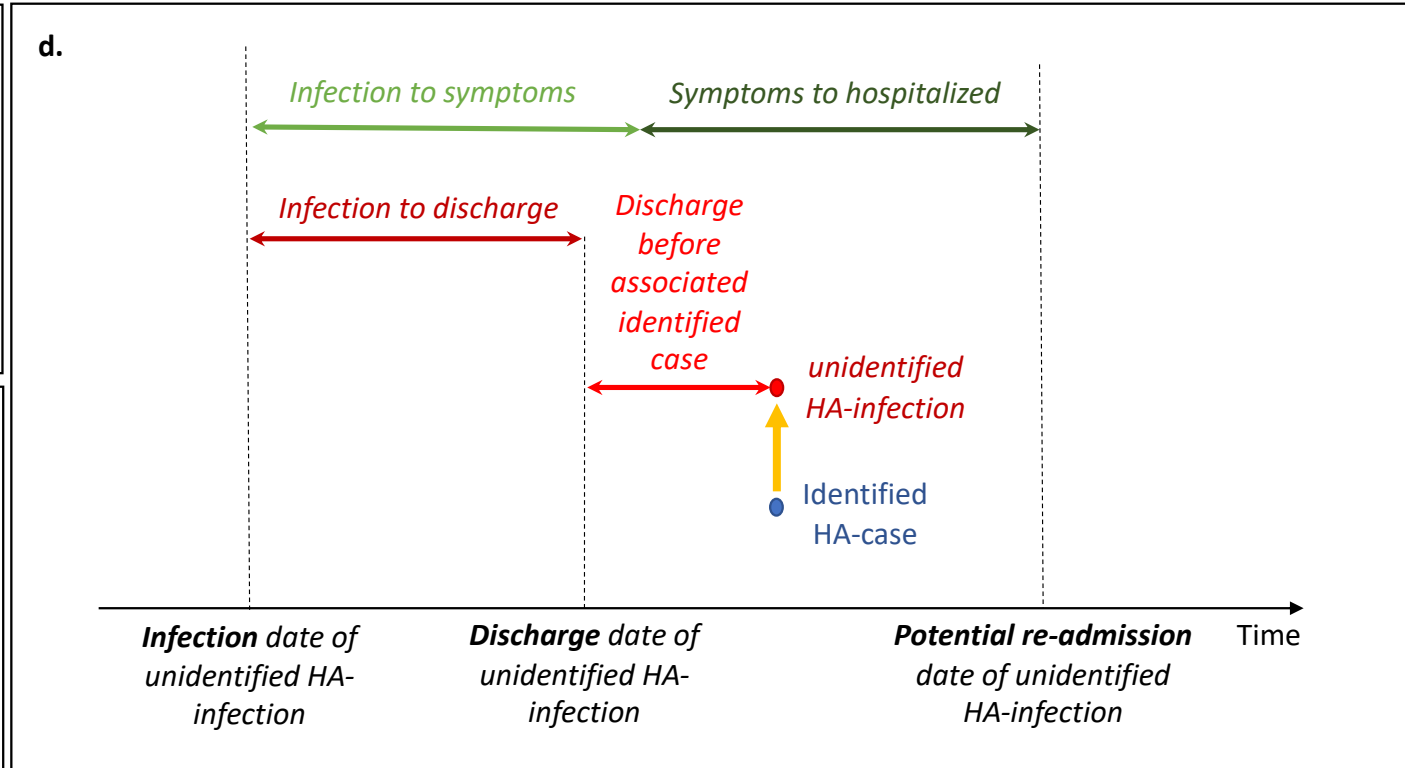 d.
Infection to symptoms
Symptoms to hospitalized
Infection to discharge
Discharge
before
associated
identified
case
unidentified
HA-infection
Identified
HA-case
Infection date of
unidentified HA-
infection
Discharge date of
unidentified HA-
infection
Potential re-admission
date of unidentified
HA-infection
Time